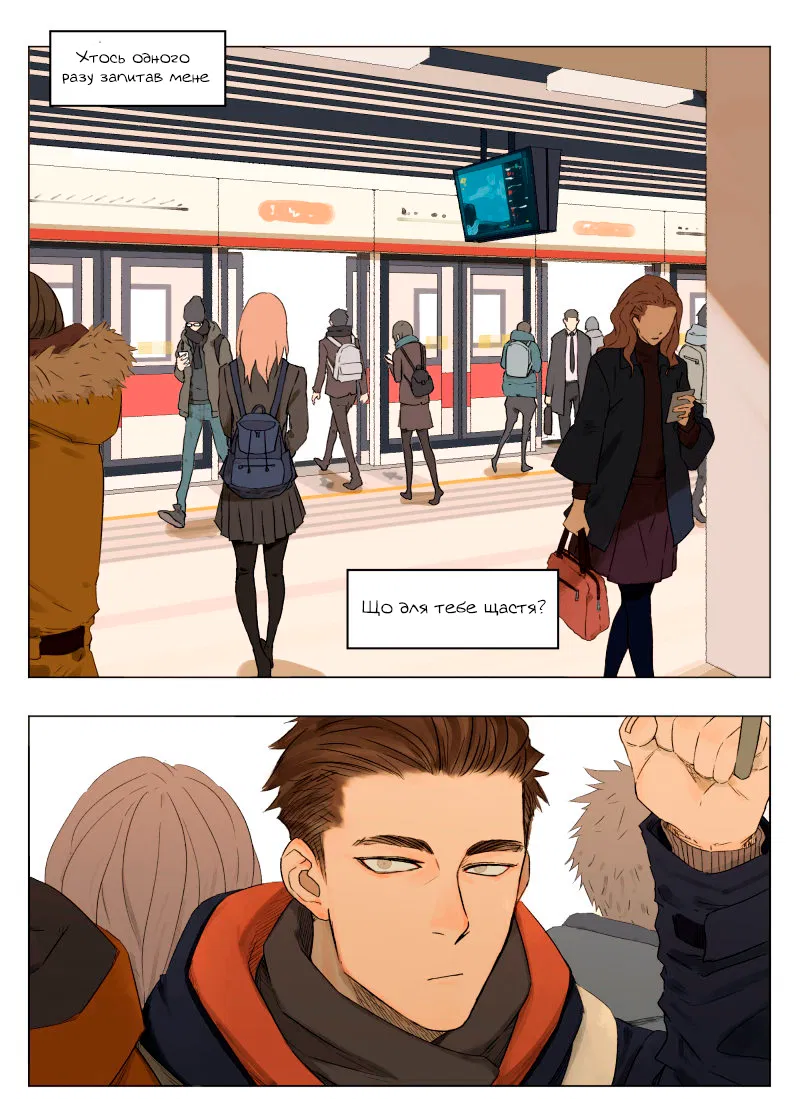 Хтось одного
разу запитав мене
Що для тебе щастя?